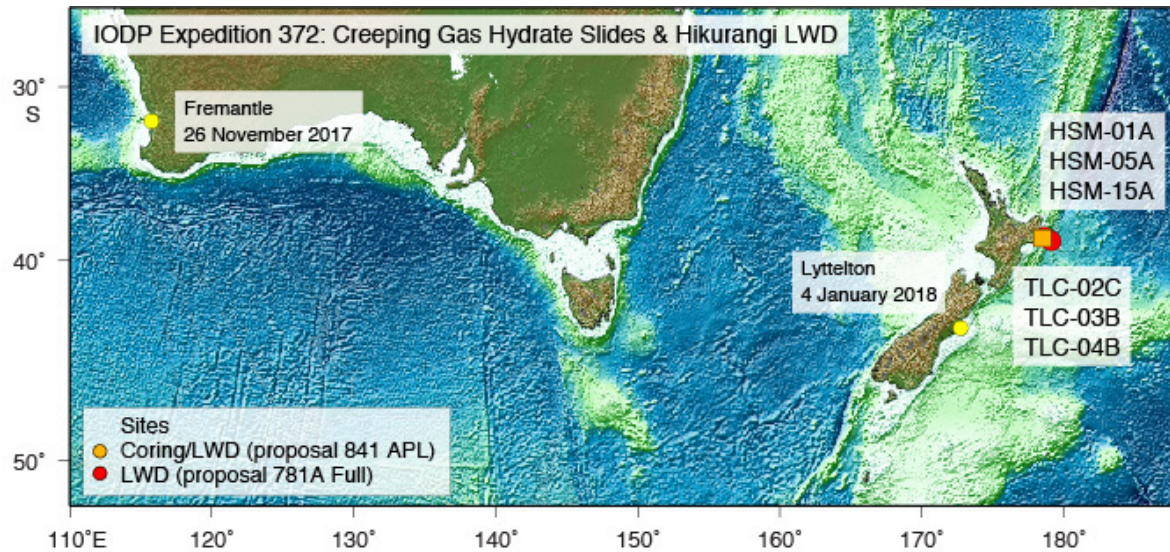 IODP Expedition 372: Creeping Gas Hydrate Slides & Hikurangi LWD
30°
S
Fremantle
26 November 2017
HSM-01A
HSM-05A
HSM-15A
40°
Lyttelton
4 January 2018
TLC-02C
TLC-03B
TLC-04B
Sites
Coring/LWD (proposal 841 APL)
LWD (proposal 781A Full)
50°
110°E 120° 130° 140° 150° 160° 170° 180°